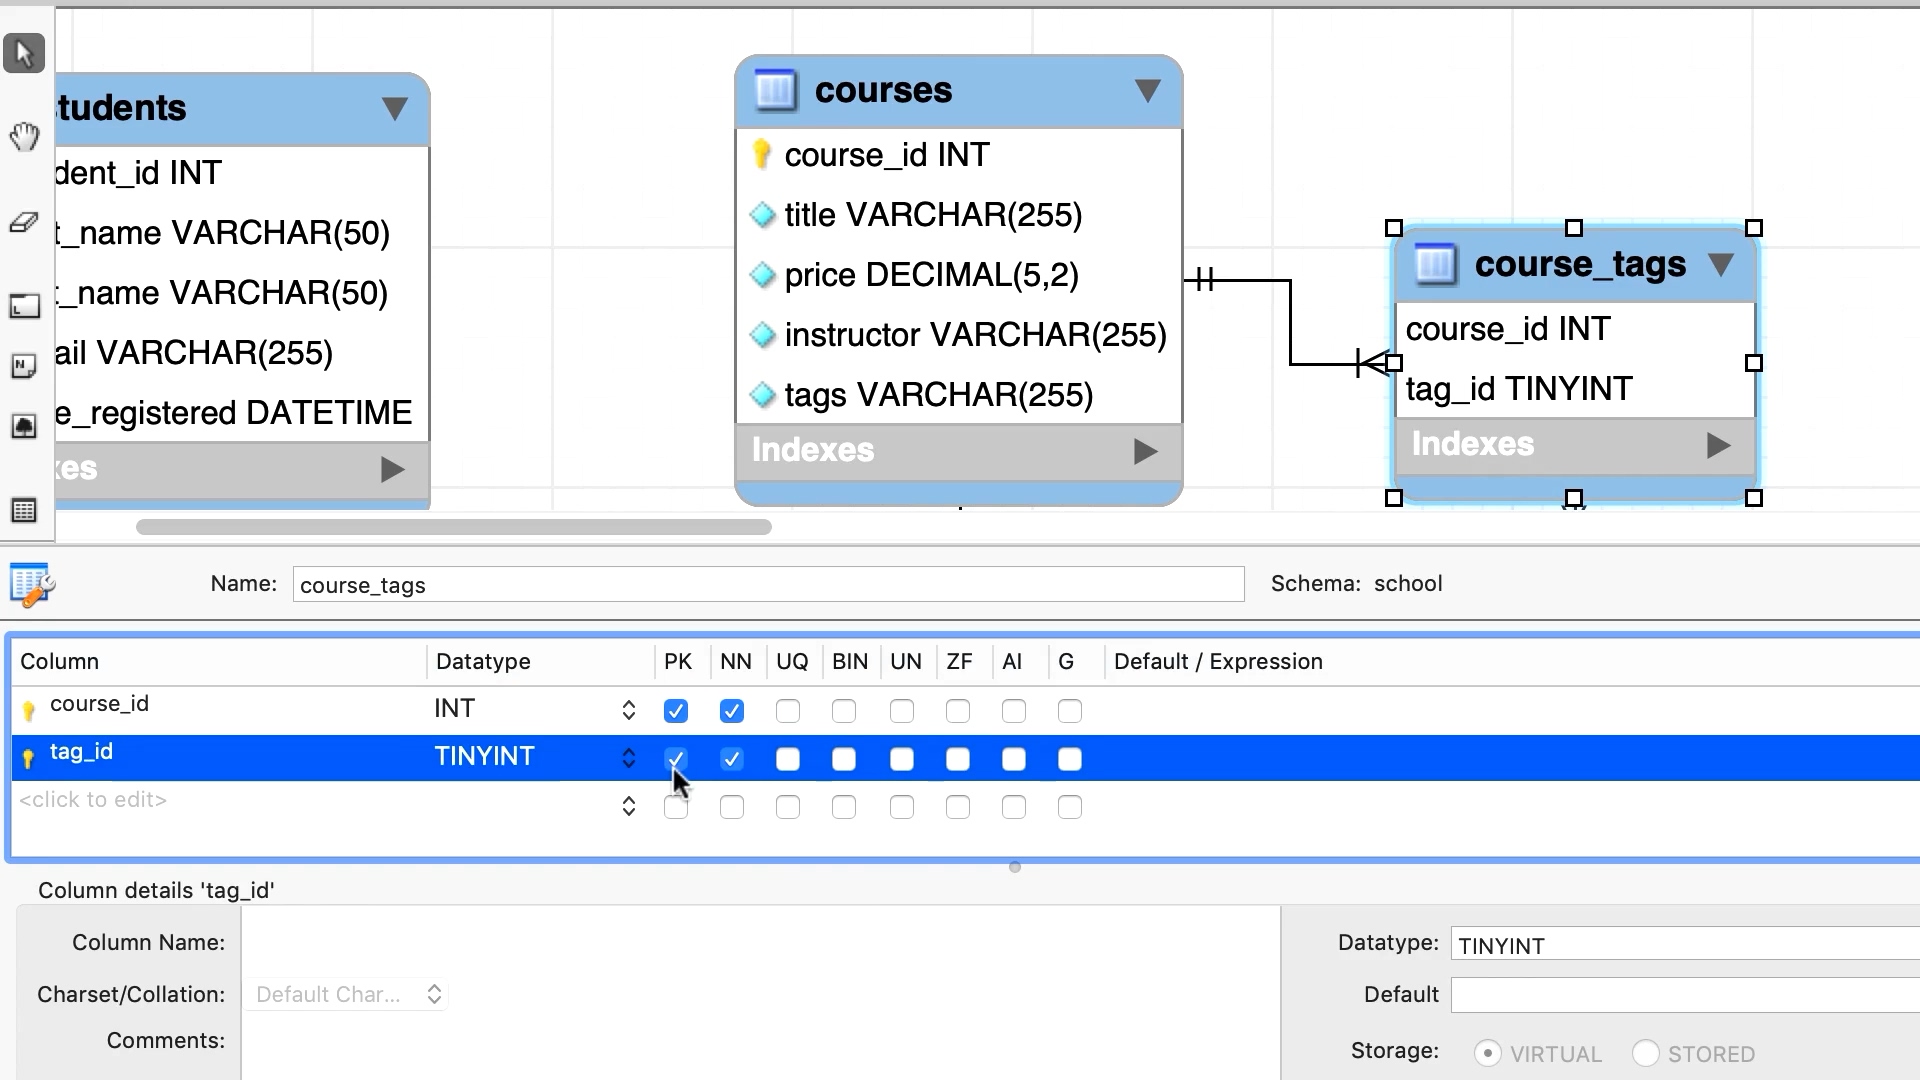 tudents
dent_id INT
t_name VARCHAR(50)
t_name VARCHAR(50)
ail VARCHAR(255)
e_registered DATETIME
xes
courses
course_id INT
title VARCHAR(255)
price DECIMAL(5,2)
instructor VARCHAR(255)
tags VARCHAR(255)
Indexes
course_tags
course_id INT
tag_id TINYINT
Indexes
Name: course_tags Schema: school
Column Datatype PK NN UQ BIN UN ZF AI G Default / Expression
course_id INT
tag_id TINYINT
<click to edit>
Column details 'tag_id'
Column Name: Datatype: TINYINT
Charset/Collation: Default Char... Default
Comments: Storage: VIRTUAL STORED